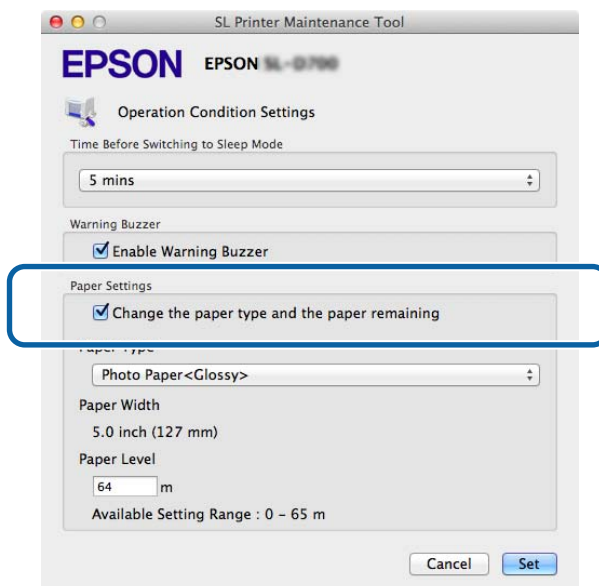 SL Printer Maintenance Tool
EPSON EPSON
Operation Condition Settings
Time Before Switching to Sleep Mode
5 mins
Warning Buzzer
Enable Warning Buzzer
Paper Settings
Change the paper type and the paper remaining
Paper Type
Photo Paper<Glossy>
Paper Width
5.0 inch (127 mm)
Paper Level
64 m
Available Setting Range : 0 – 65 m
Cancel Set